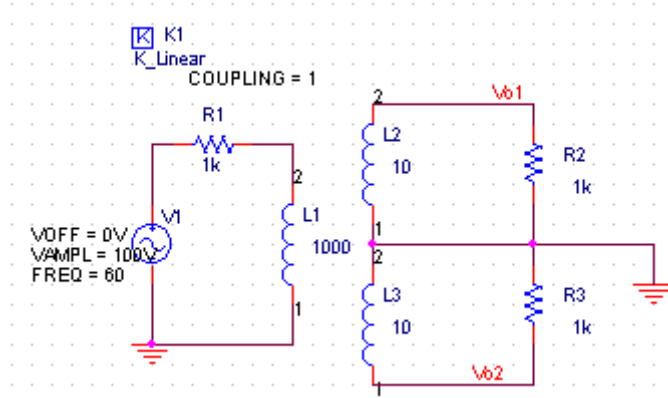 K K1
K_Linear
COUPLING = 1
R1
1k
V1
VOFF = 0V
VAMPL = 100V
FREQ = 60
2
L1
1000
1
2
L2
10
1
2
L3
10
1
Vo1
R2
1k
R3
1k
Vo2